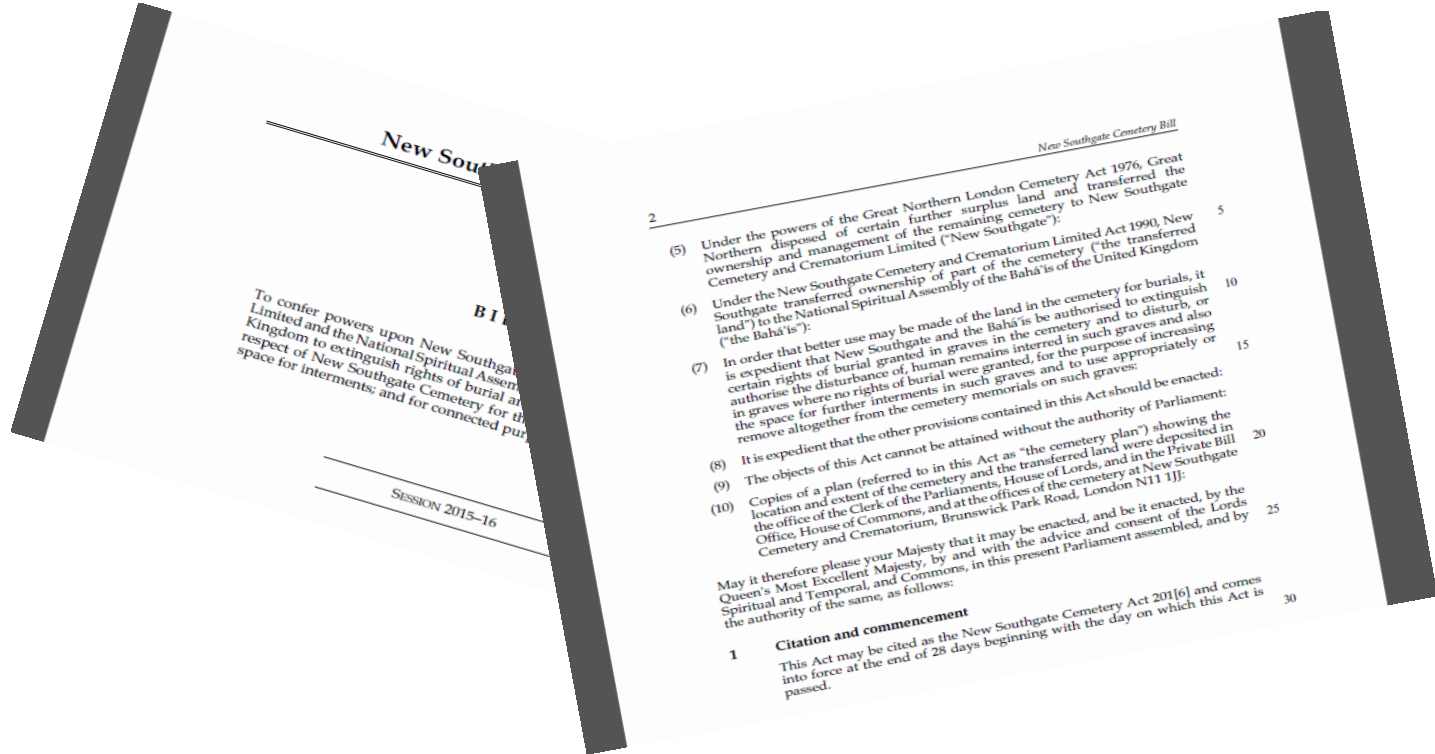 New Sout
B I
To confer powers upon New Southgat
Limited and the National Spiritual Assem
Kingdom to extinguish rights of burial an
respect of New Southgate Cemetery for th
space for interments; and for connected pur
SESSION 2015–16
New Southgate Cemetery Bill
2
(5) Under the powers of the Great Northern London Cemetery Act 1976, Great
Northern disposed of certain further surplus land and transferred the
ownership and management of the remaining cemetery to New Southgate
Cemetery and Crematorium Limited (“New Southgate”):
5
(6) Under the New Southgate Cemetery and Crematorium Limited Act 1990, New
Southgate transferred ownership of part of the cemetery (“the transferred
land”) to the National Spiritual Assembly of the Bahá’ís of the United Kingdom
(“the Bahá’ís”):
(7) In order that better use may be made of the land in the cemetery for burials, it
10
is expedient that New Southgate and the Bahá’ís be authorised to extinguish
certain rights of burial granted in graves in the cemetery and to disturb, or
authorise the disturbance of, human remains interred in such graves and also
in graves where no rights of burial were granted, for the purpose of increasing
the space for further interments in such graves and to use appropriately or
15
remove altogether from the cemetery memorials on such graves:
(8) It is expedient that the other provisions contained in this Act should be enacted:
(9) The objects of this Act cannot be attained without the authority of Parliament:
(10) Copies of a plan (referred to in this Act as “the cemetery plan”) showing the
location and extent of the cemetery and the transferred land were deposited in
20
the office of the Clerk of the Parliaments, House of Lords, and in the Private Bill
Office, House of Commons, and at the offices of the cemetery at New Southgate
Cemetery and Crematorium, Brunswick Park Road, London N11 1JJ:
May it therefore please your Majesty that it may be enacted, and be it enacted, by the
Queen’s Most Excellent Majesty, by and with the advice and consent of the Lords
25
Spiritual and Temporal, and Commons, in this present Parliament assembled, and by
the authority of the same, as follows:
1 Citation and commencement
This Act may be cited as the New Southgate Cemetery Act 201[6] and comes
into force at the end of 28 days beginning with the day on which this Act is
30
passed.